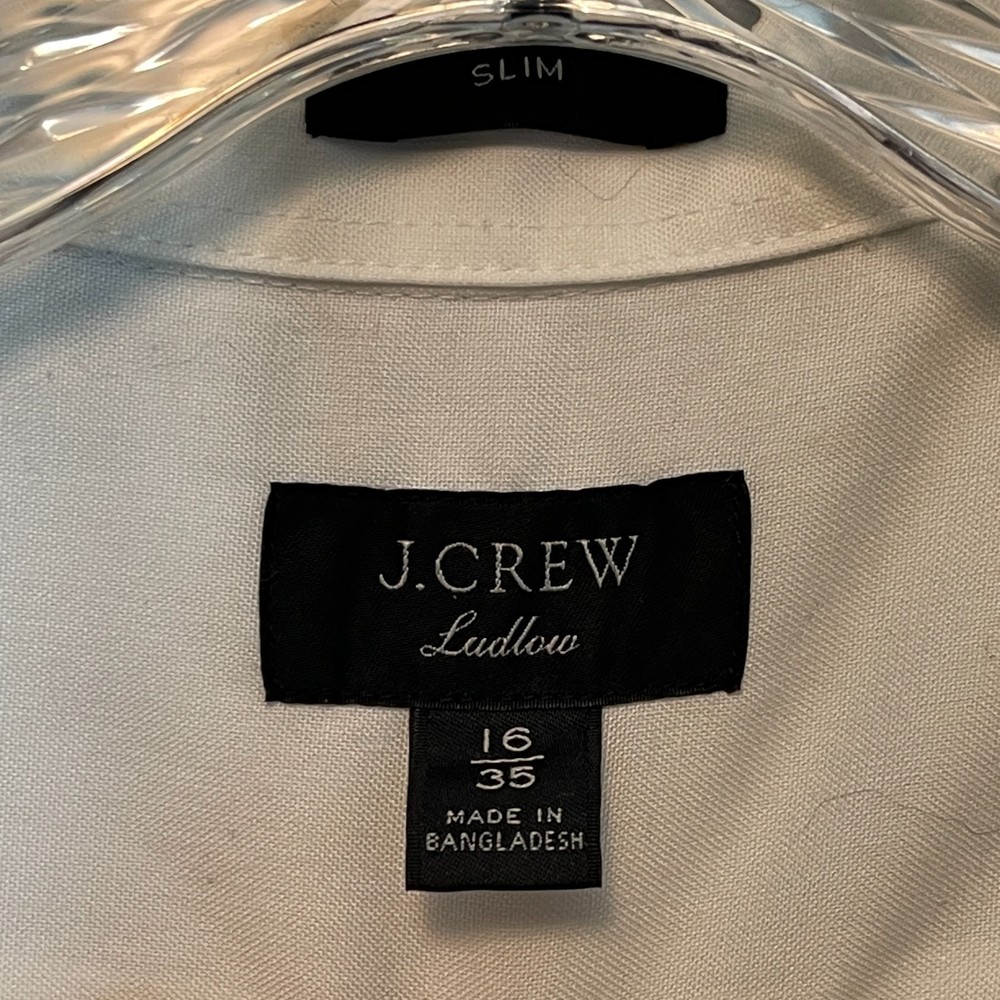 SLIM
J.CREW
Ludlow
16
35
MADE IN
BANGLADESH